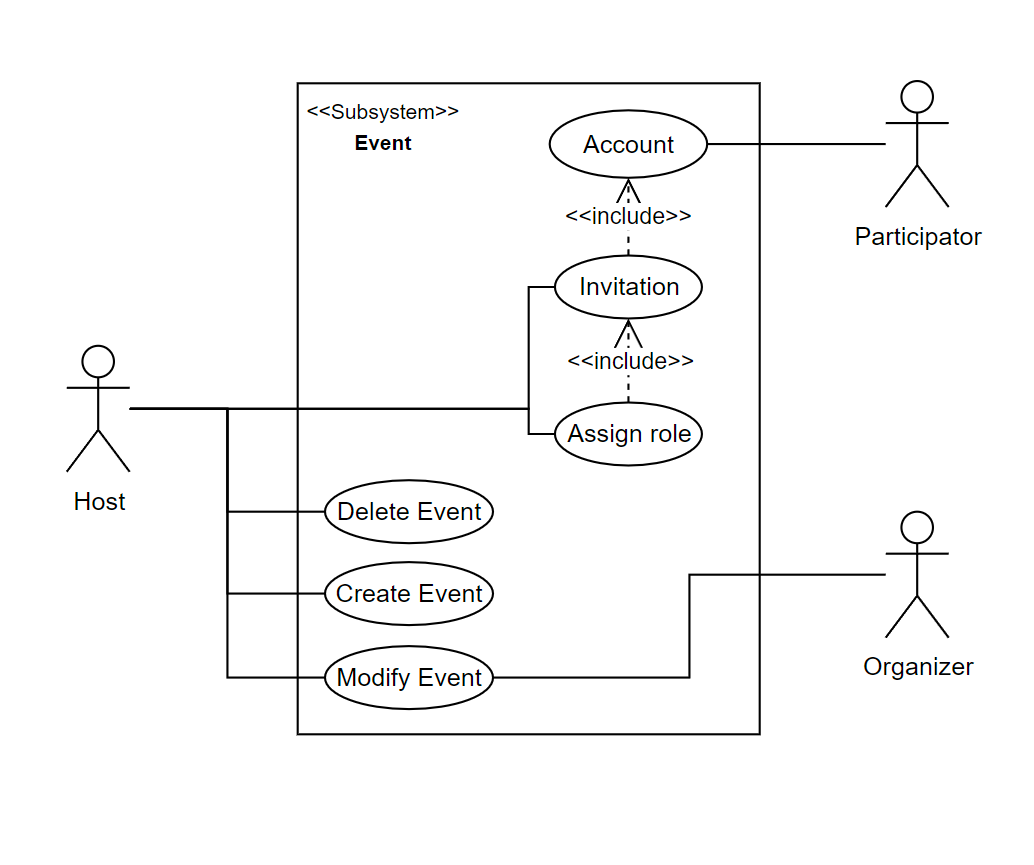 <<Subsystem>>
Event
Account
<<include>>
Participator
Invitation
<<include>>
Assign role
Host
Delete Event
Create Event
Organizer
Modify Event